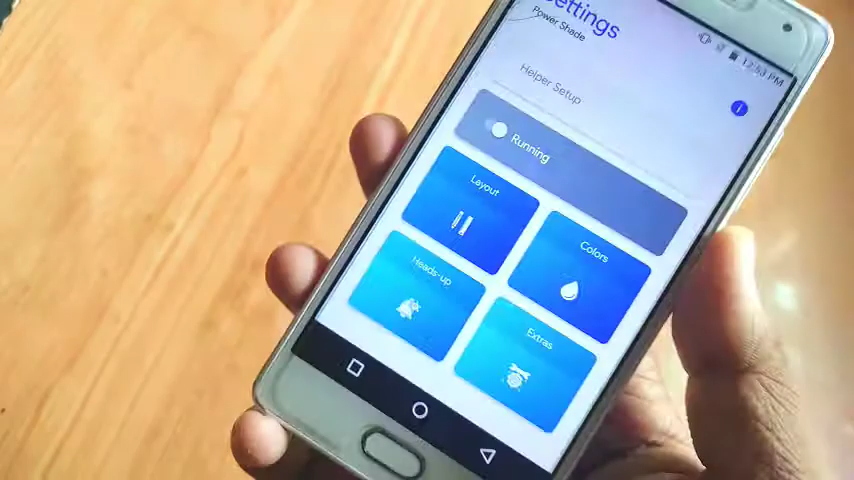 Settings
Power Shade
12:53 PM
Helper Setup
Running
Layout
Colors
Heads-up
Extras